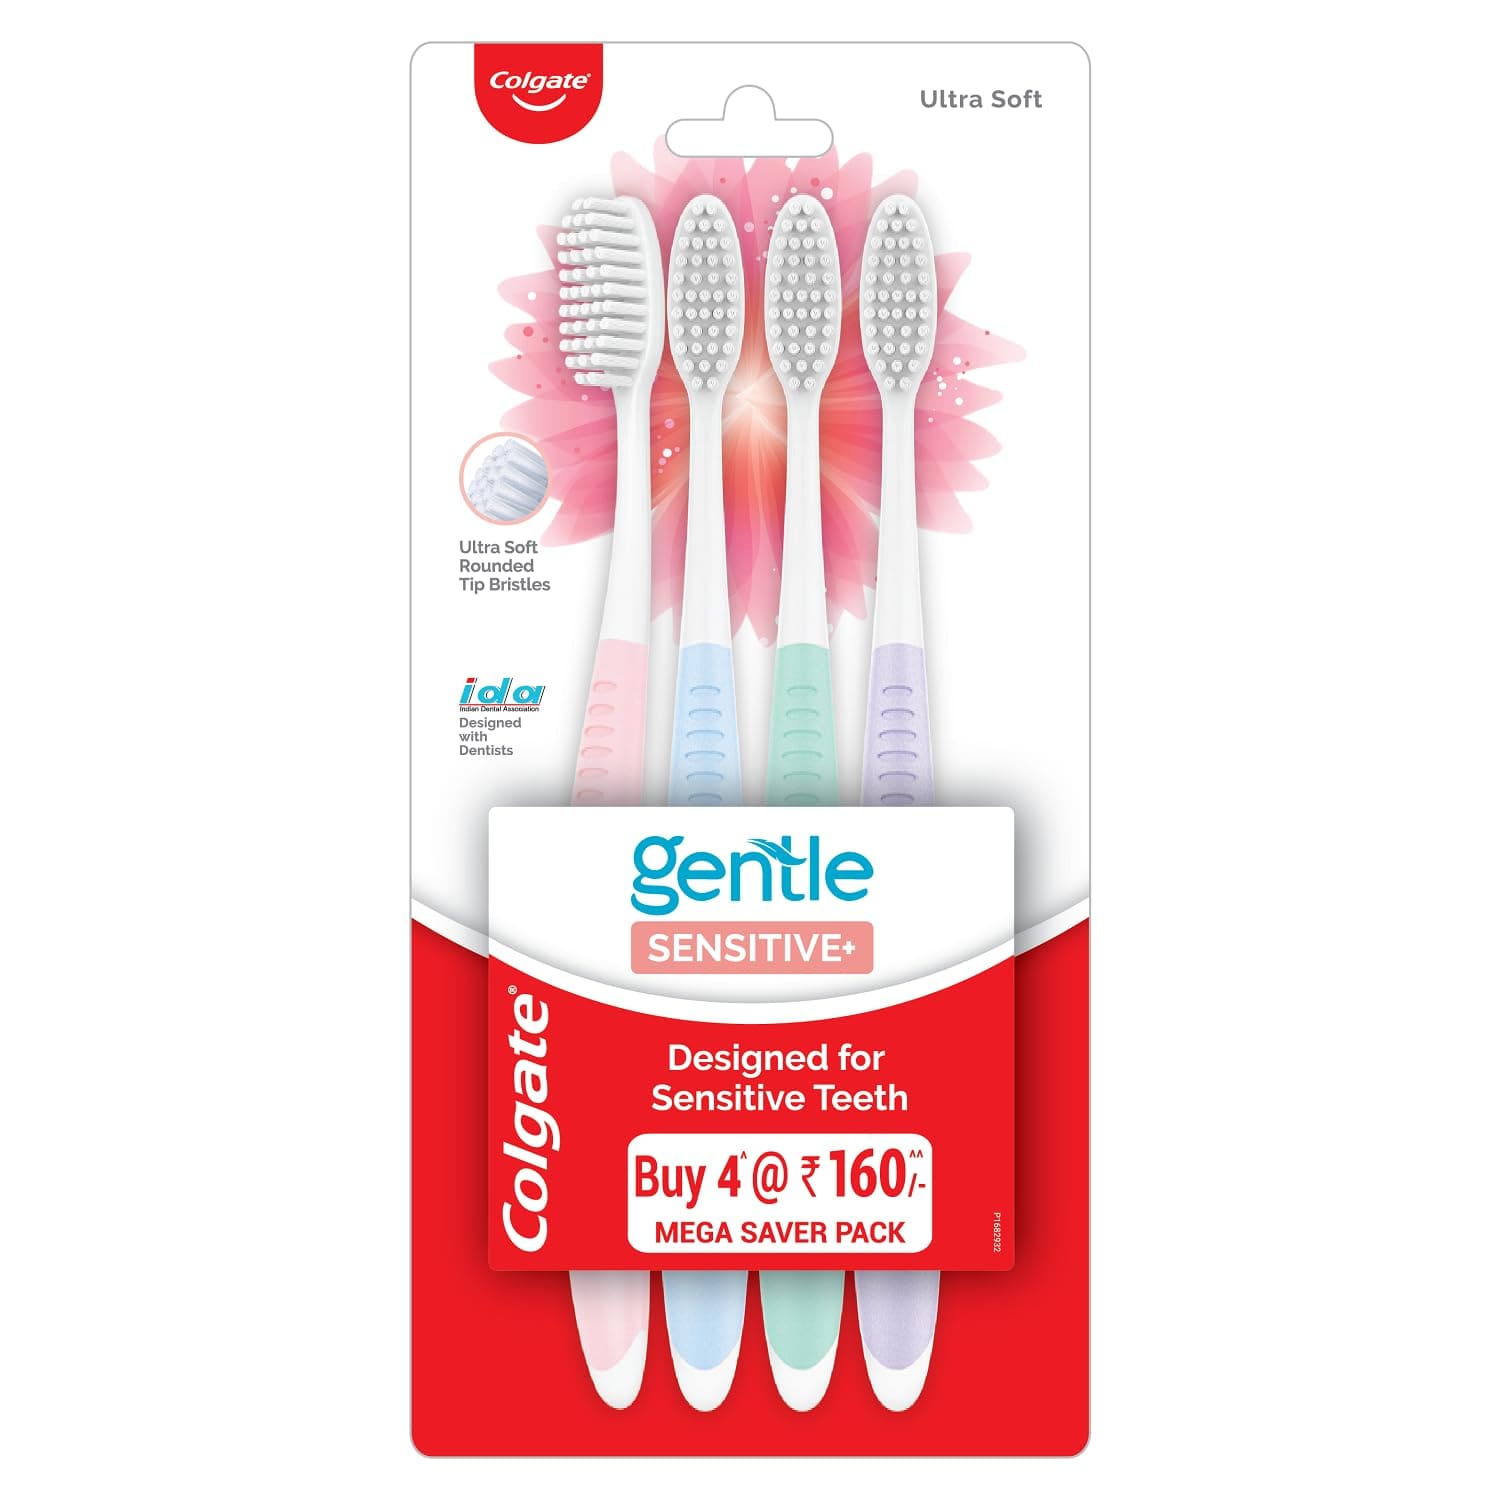 Colgate®
Ultra Soft
Ultra Soft
Rounded
Tip Bristles
ida
Indian Dental Association
Designed
with
Dentists
gentle
SENSITIVE+
Colgate®
Designed for
Sensitive Teeth
Buy 4^ @ ₹ 160^^/-
MEGA SAVER PACK
P1682932